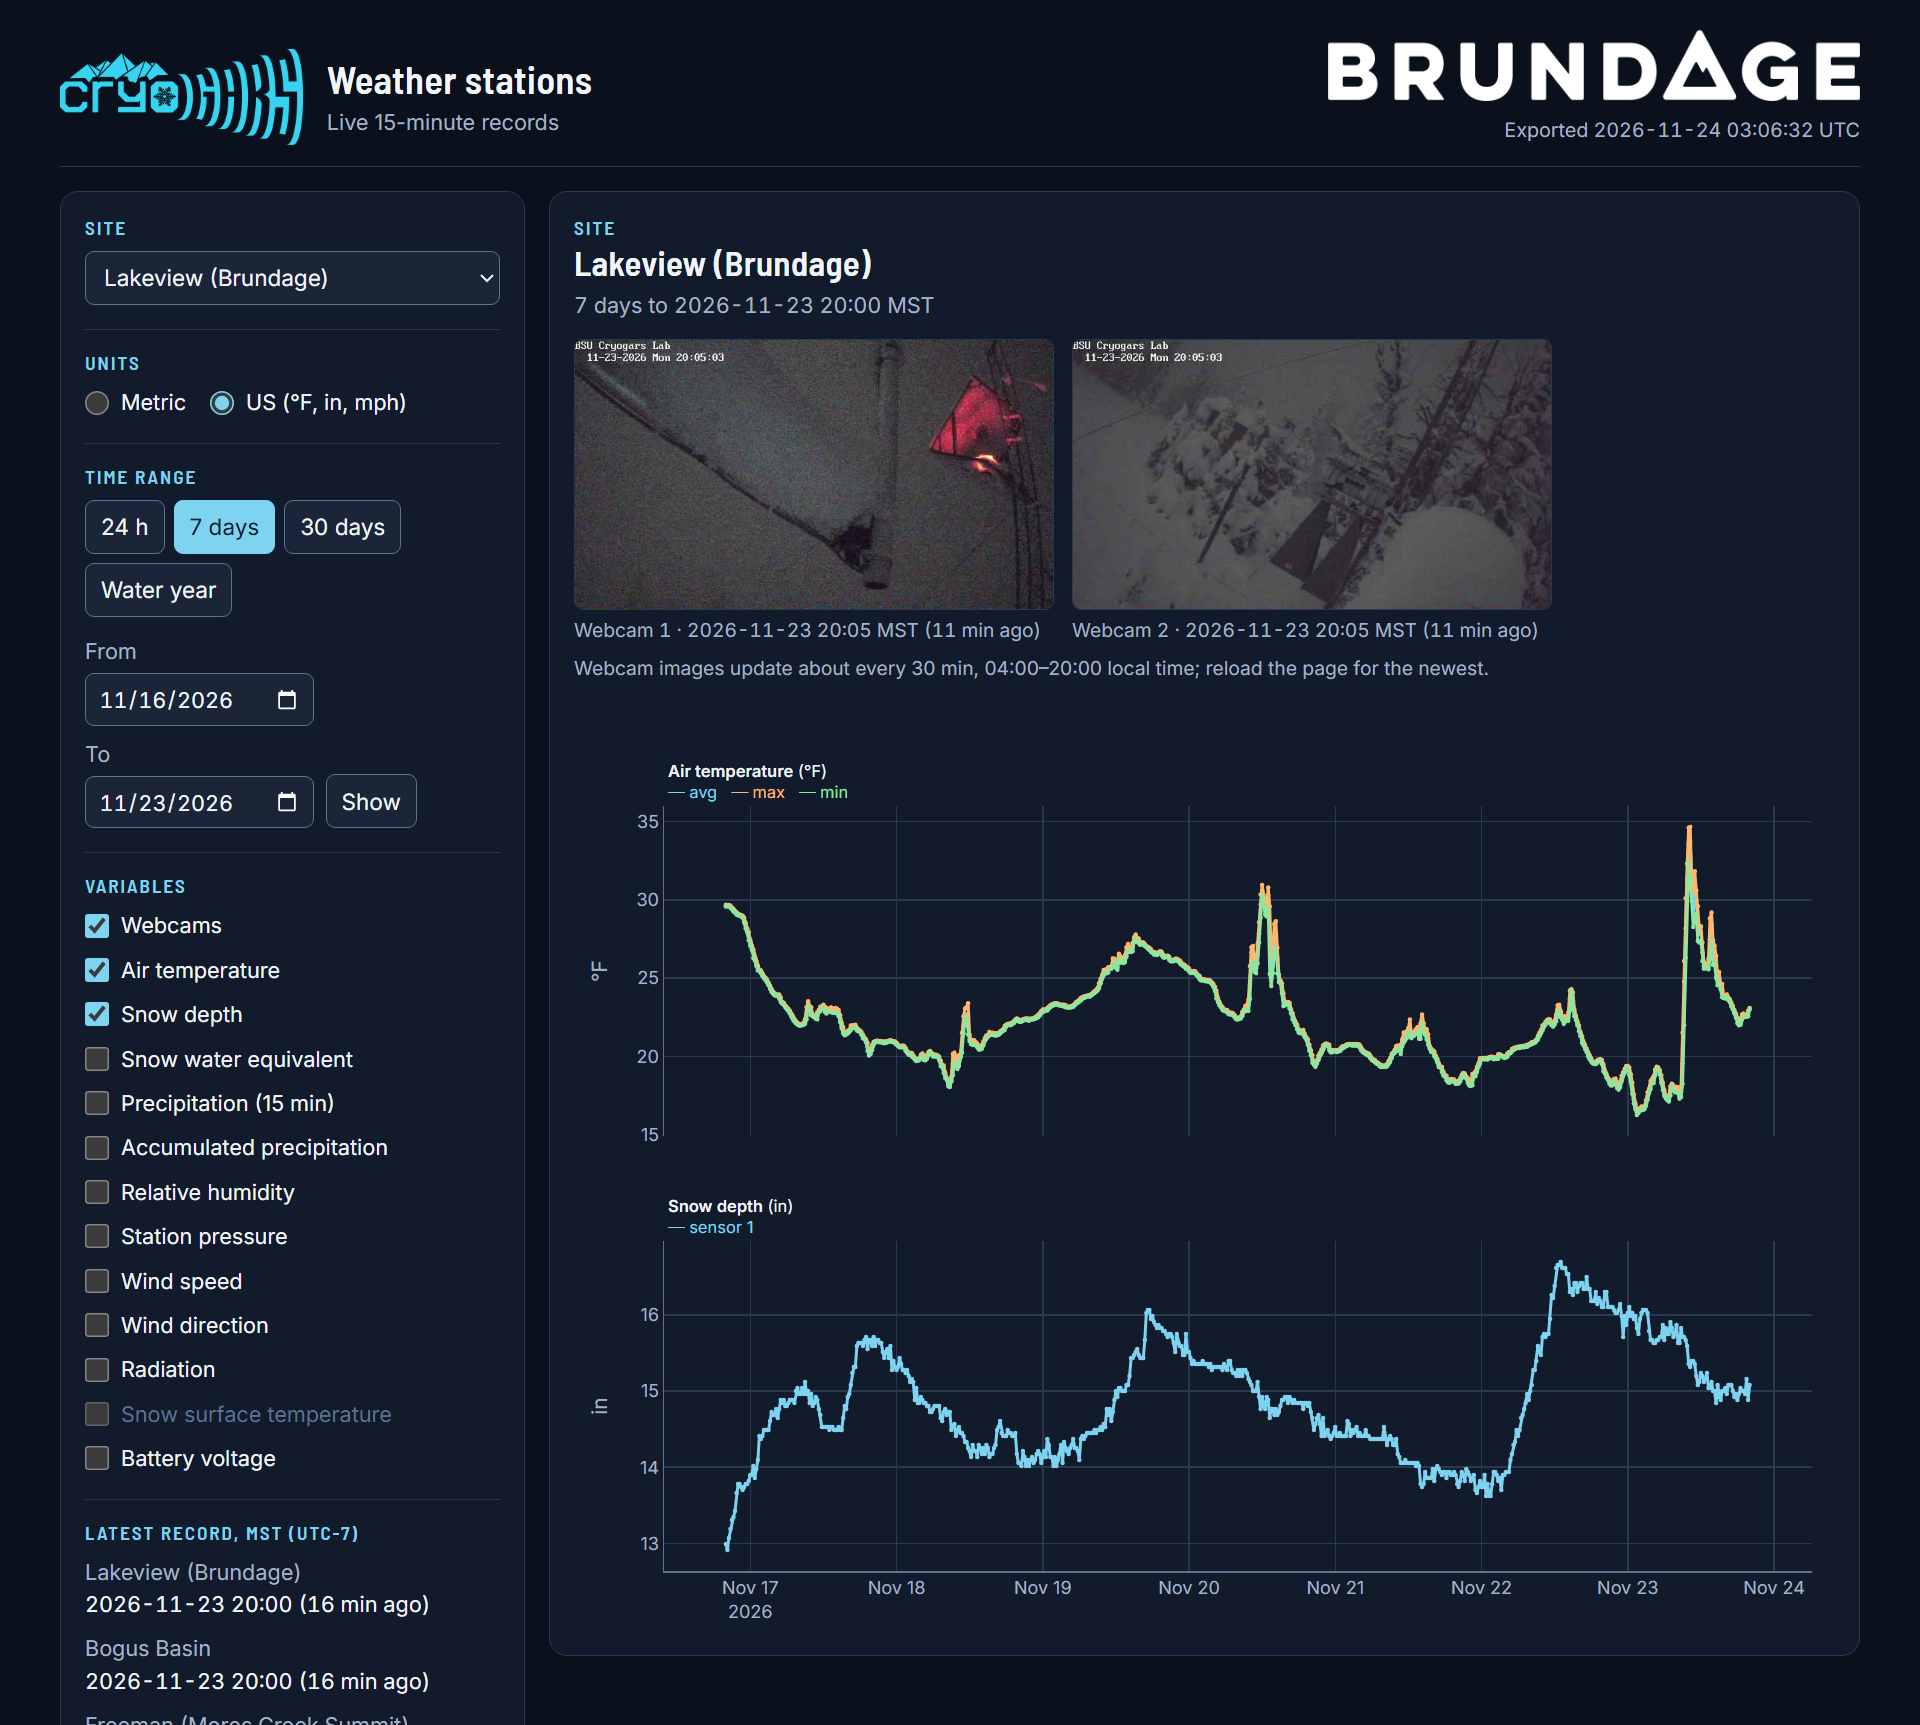 cryoGARS
Weather stations
Live 15-minute records
BRUNDAGE
Exported 2026-11-24 03:06:32 UTC
SITE
Lakeview (Brundage)
UNITS
Metric
US (°F, in, mph)
TIME RANGE
24 h
7 days
30 days
Water year
From
11/16/2026
To
11/23/2026
Show
VARIABLES
Webcams
Air temperature
Snow depth
Snow water equivalent
Precipitation (15 min)
Accumulated precipitation
Relative humidity
Station pressure
Wind speed
Wind direction
Radiation
Snow surface temperature
Battery voltage
LATEST RECORD, MST (UTC-7)
Lakeview (Brundage)
2026-11-23 20:00 (16 min ago)
Bogus Basin
2026-11-23 20:00 (16 min ago)
Freeman (Mores Creek Summit)
SITE
Lakeview (Brundage)
7 days to 2026-11-23 20:00 MST
BSU Cryogars Lab
11-23-2026 Mon 20:05:03
BSU Cryogars Lab
11-23-2026 Mon 20:05:03
Webcam 1 · 2026-11-23 20:05 MST (11 min ago)
Webcam 2 · 2026-11-23 20:05 MST (11 min ago)
Webcam images update about every 30 min, 04:00–20:00 local time; reload the page for the newest.
Air temperature (°F)
— avg — max — min
35
30
25
20
15
°F
Snow depth (in)
— sensor 1
16
15
14
13
in
Nov 17 Nov 18 Nov 19 Nov 20 Nov 21 Nov 22 Nov 23 Nov 24
2026